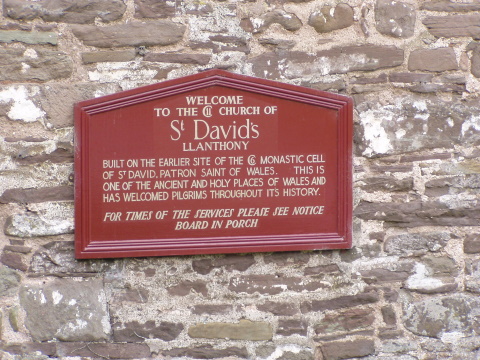 WELCOME
TO THE C12 CHURCH OF
St David's
LLANTHONY
BUILT ON THE EARLIER SITE OF THE C6 MONASTIC CELL
OF St DAVID, PATRON SAINT OF WALES. THIS IS
ONE OF THE ANCIENT AND HOLY PLACES OF WALES AND
HAS WELCOMED PILGRIMS THROUGHOUT ITS HISTORY.
FOR TIMES OF THE SERVICES PLEASE SEE NOTICE
BOARD IN PORCH